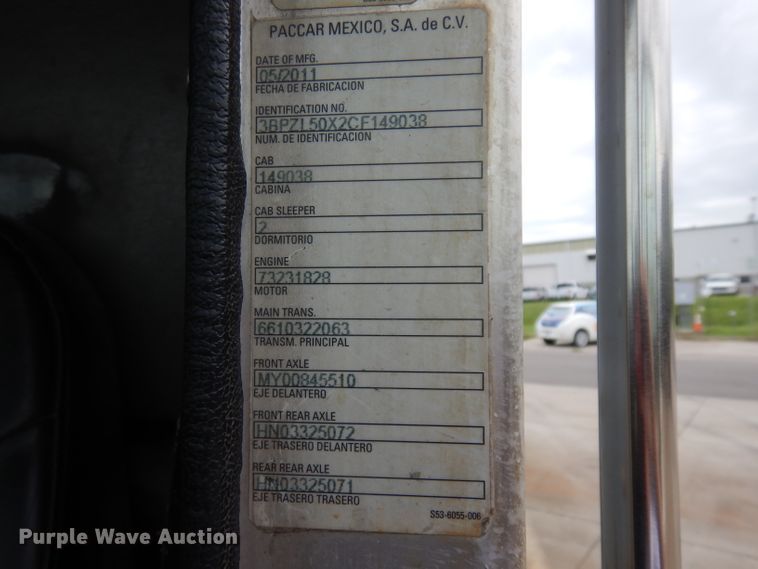 PACCAR MEXICO, S.A. de C.V.
DATE OF MFG.
05/2011
FECHA DE FABRICACION
IDENTIFICATION NO.
3BPZL50X2CF149038
NUM. DE IDENTIFICACION
CAB
149038
CABINA
CAB SLEEPER
2
DORMITORIO
ENGINE
73231828
MOTOR
MAIN TRANS.
6610322063
TRANSM. PRINCIPAL
FRONT AXLE
MY00845510
EJE DELANTERO
FRONT REAR AXLE
HN03325072
EJE TRASERO DELANTERO
REAR REAR AXLE
HN03325071
EJE TRASERO TRASERO
S53-6055-006
Purple Wave Auction